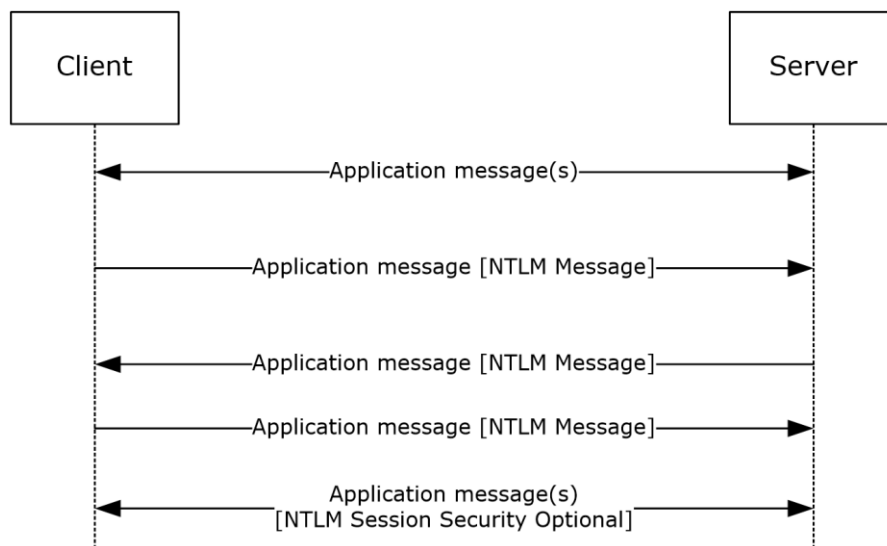 Client
Server
Application message(s)
Application message [NTLM Message]
Application message [NTLM Message]
Application message [NTLM Message]
Application message(s)
[NTLM Session Security Optional]